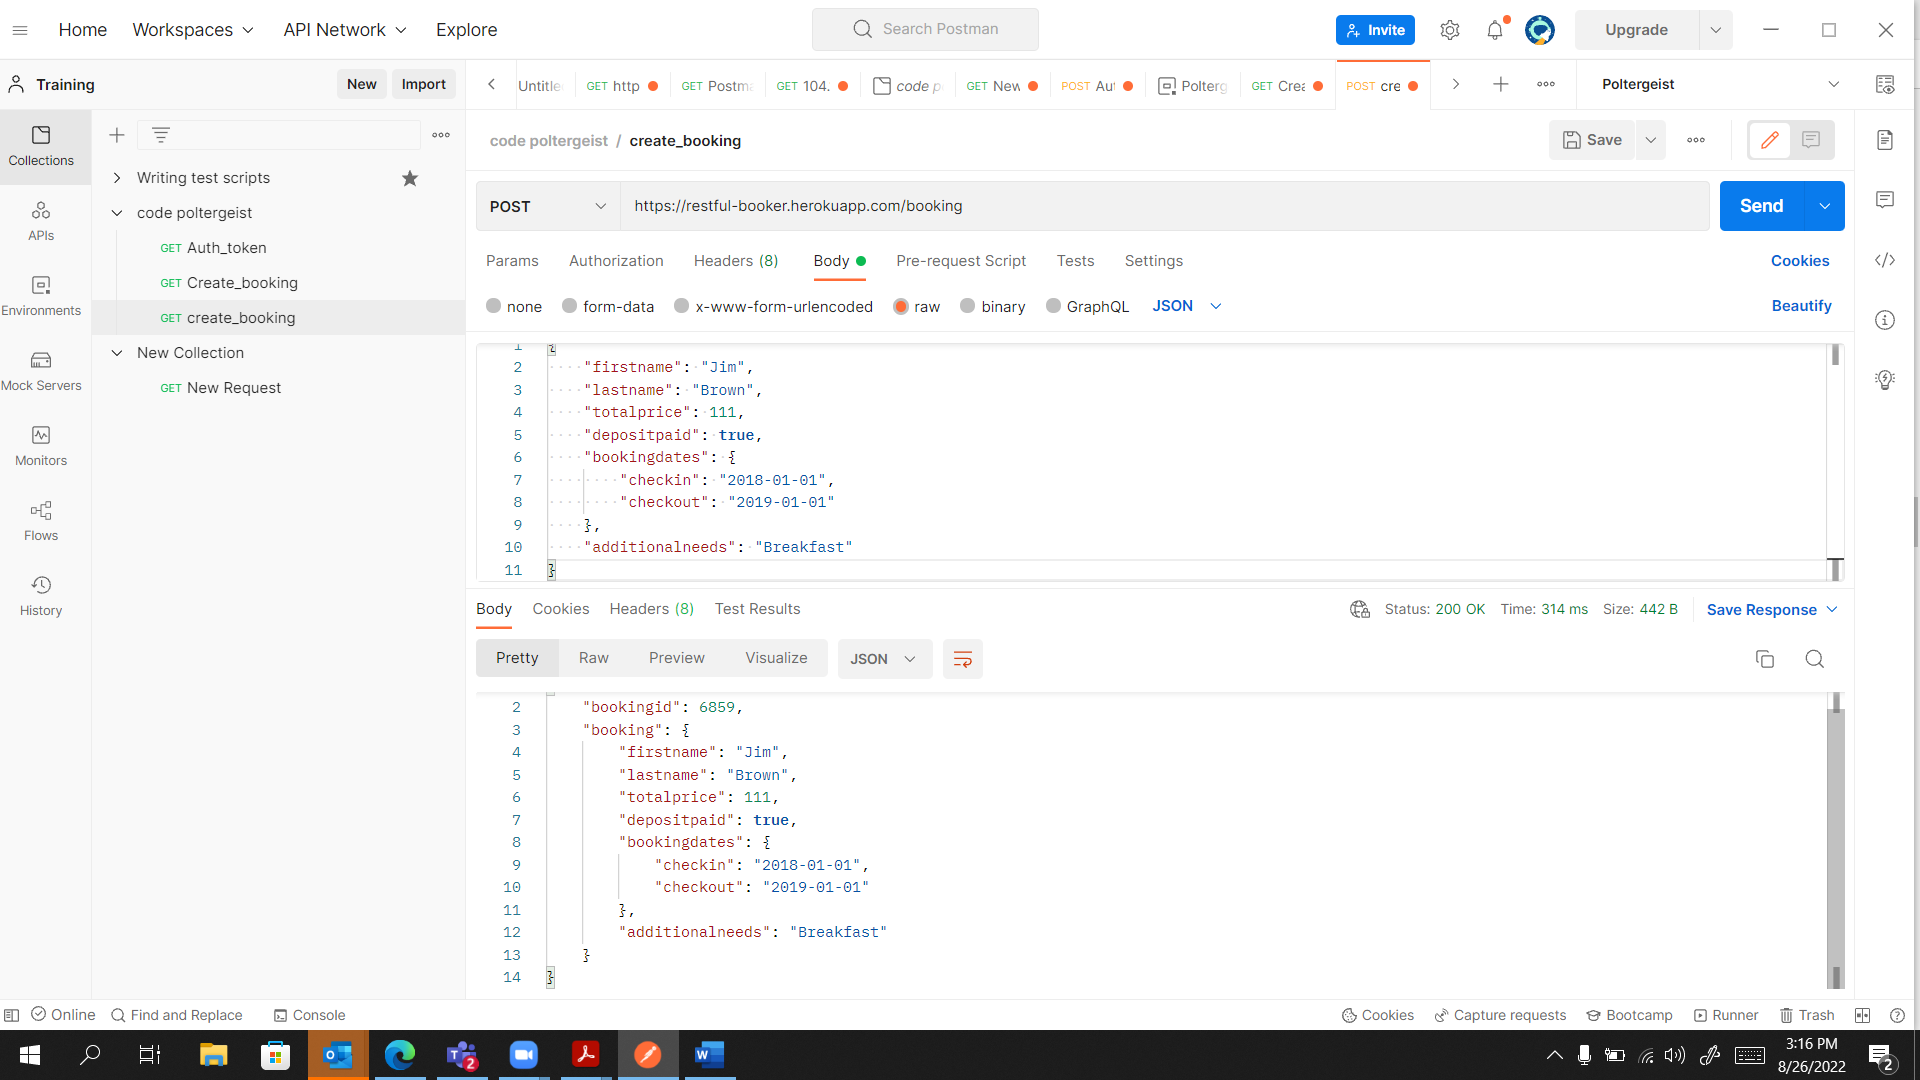 Home Workspaces API Network Explore Search Postman Invite Upgrade
Training New Import
Untitle GET http GET Postma GET 104. code p GET New POST Aut Polterg GET Crea POST cre Poltergeist
code poltergeist / create_booking Save
Collections
APIs
Environments
Mock Servers
Monitors
Flows
History
Writing test scripts
code poltergeist
GET Auth_token
GET Create_booking
GET create_booking
New Collection
GET New Request
POST https://restful-booker.herokuapp.com/booking Send
Params Authorization Headers (8) Body Pre-request Script Tests Settings Cookies
none form-data x-www-form-urlencoded raw binary GraphQL JSON Beautify
1 {
2 "firstname": "Jim",
3 "lastname": "Brown",
4 "totalprice": 111,
5 "depositpaid": true,
6 "bookingdates": {
7 "checkin": "2018-01-01",
8 "checkout": "2019-01-01"
9 },
10 "additionalneeds": "Breakfast"
11 }
Body Cookies Headers (8) Test Results Status: 200 OK Time: 314 ms Size: 442 B Save Response
Pretty Raw Preview Visualize JSON
2 "bookingid": 6859,
3 "booking": {
4 "firstname": "Jim",
5 "lastname": "Brown",
6 "totalprice": 111,
7 "depositpaid": true,
8 "bookingdates": {
9 "checkin": "2018-01-01",
10 "checkout": "2019-01-01"
11 },
12 "additionalneeds": "Breakfast"
13 }
14 }
Online Find and Replace Console Cookies Capture requests Bootcamp Runner Trash
2
3:16 PM
8/26/2022
2